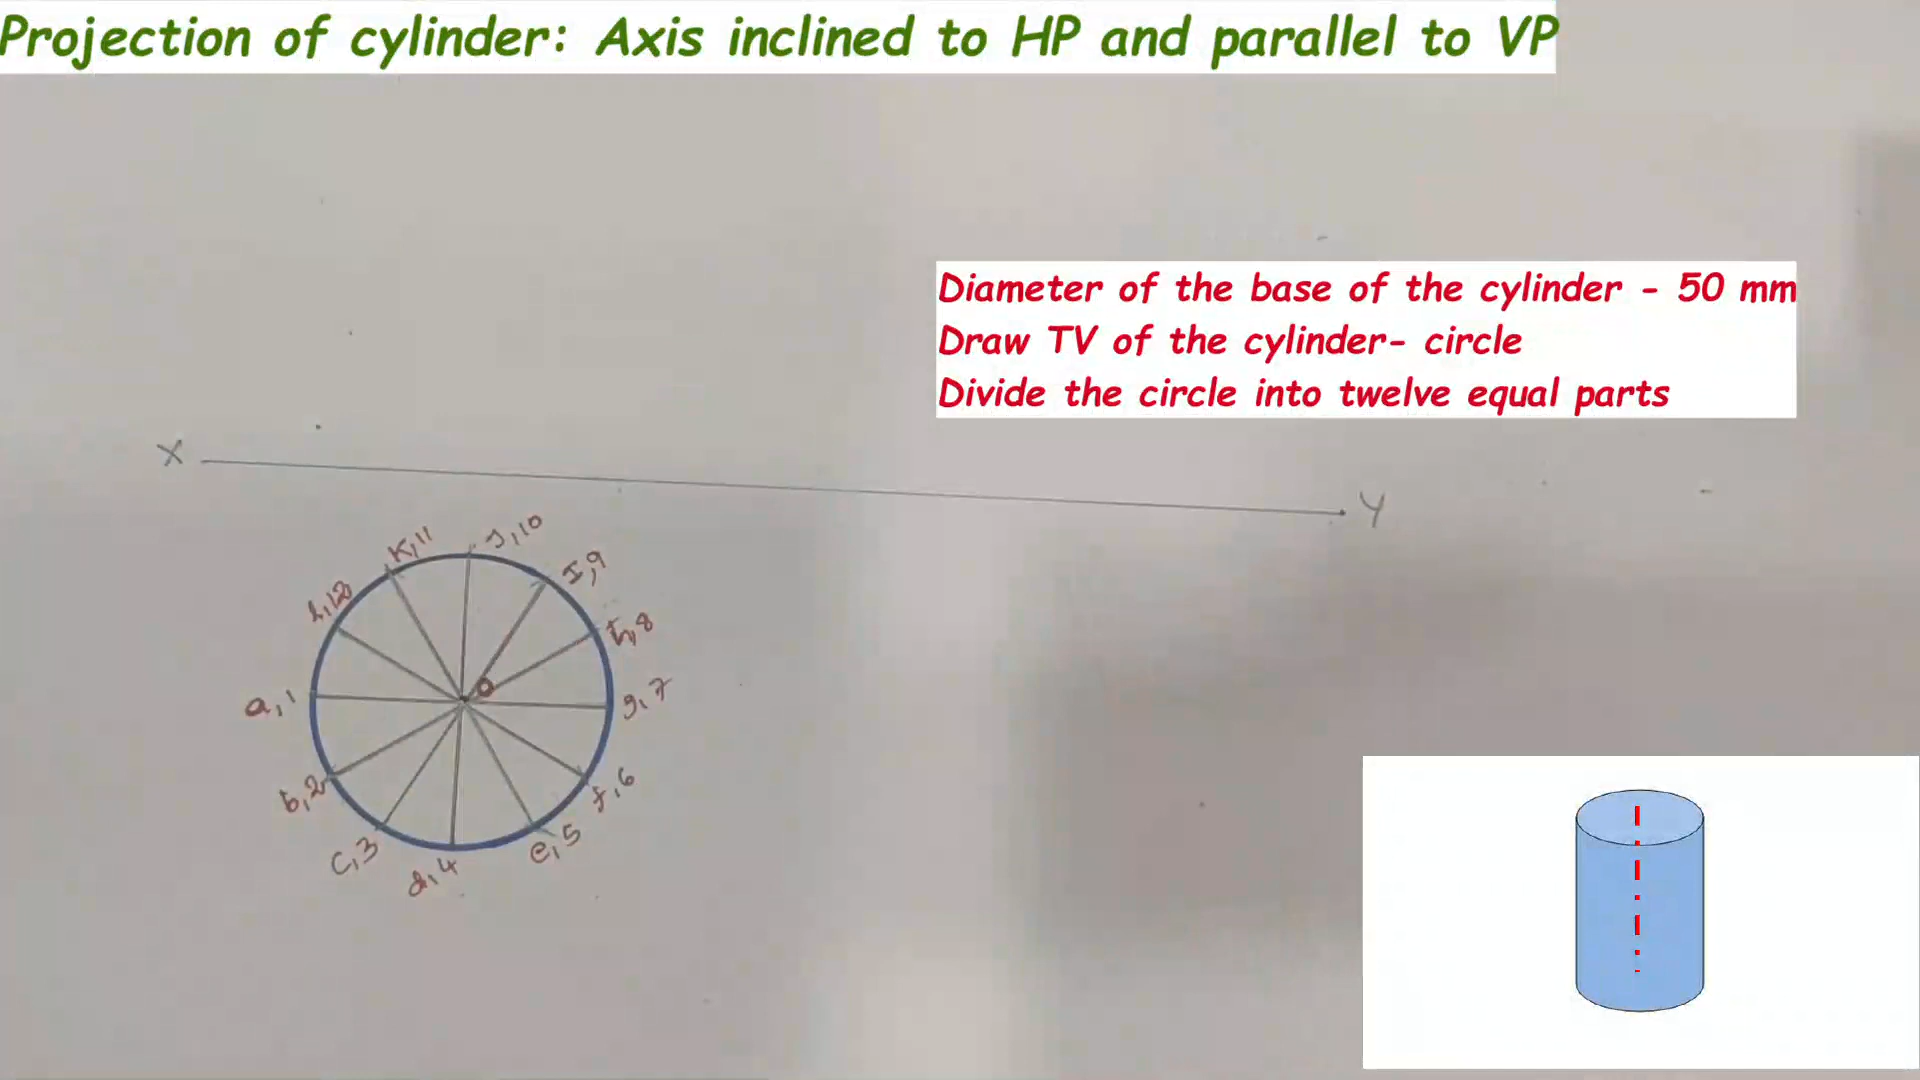 Projection of cylinder: Axis inclined to HP and parallel to VP
Diameter of the base of the cylinder - 50 mm
Draw TV of the cylinder- circle
Divide the circle into twelve equal parts
X
Y
K,11
J,10
I,9
l,12
h,8
o
a,1
g,7
b,2
f,6
c,3
e,5
d,4